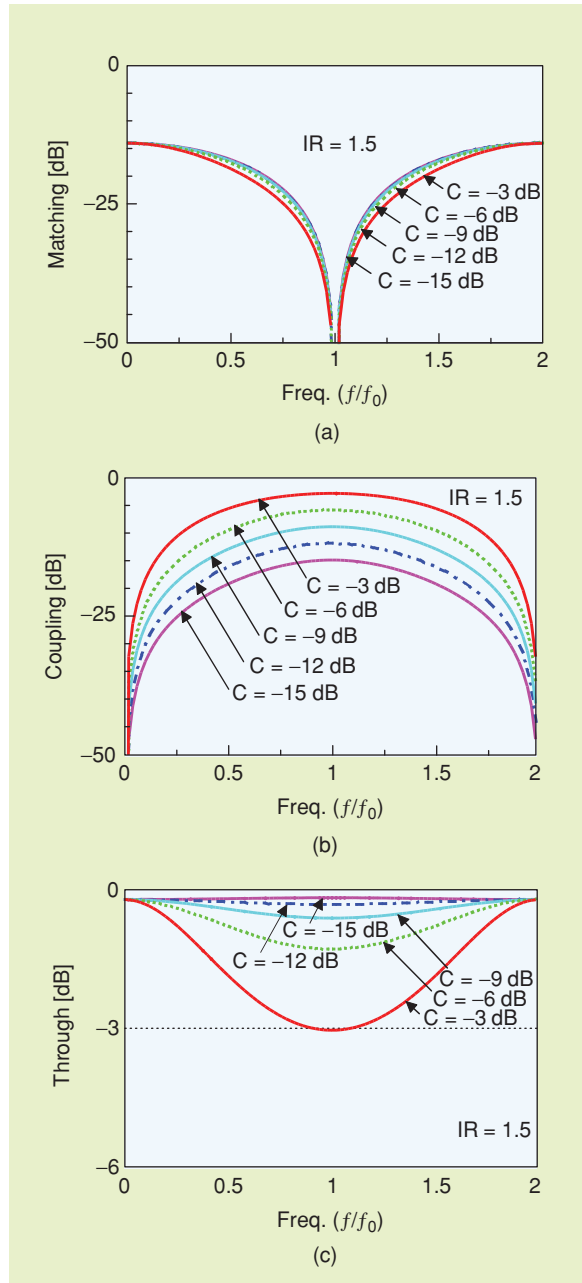 0
−25
−50
Matching [dB]
IR = 1.5
C = −3 dB
C = −6 dB
C = −9 dB
C = −12 dB
C = −15 dB
0 0.5 1 1.5 2
Freq. (f/f₀)
(a)
0
−25
−50
Coupling [dB]
IR = 1.5
C = −3 dB
C = −6 dB
C = −9 dB
C = −12 dB
C = −15 dB
0 0.5 1 1.5 2
Freq. (f/f₀)
(b)
0
−3
−6
Through [dB]
C = −15 dB
C = −12 dB
C = −9 dB
C = −6 dB
C = −3 dB
IR = 1.5
0 0.5 1 1.5 2
Freq. (f/f₀)
(c)